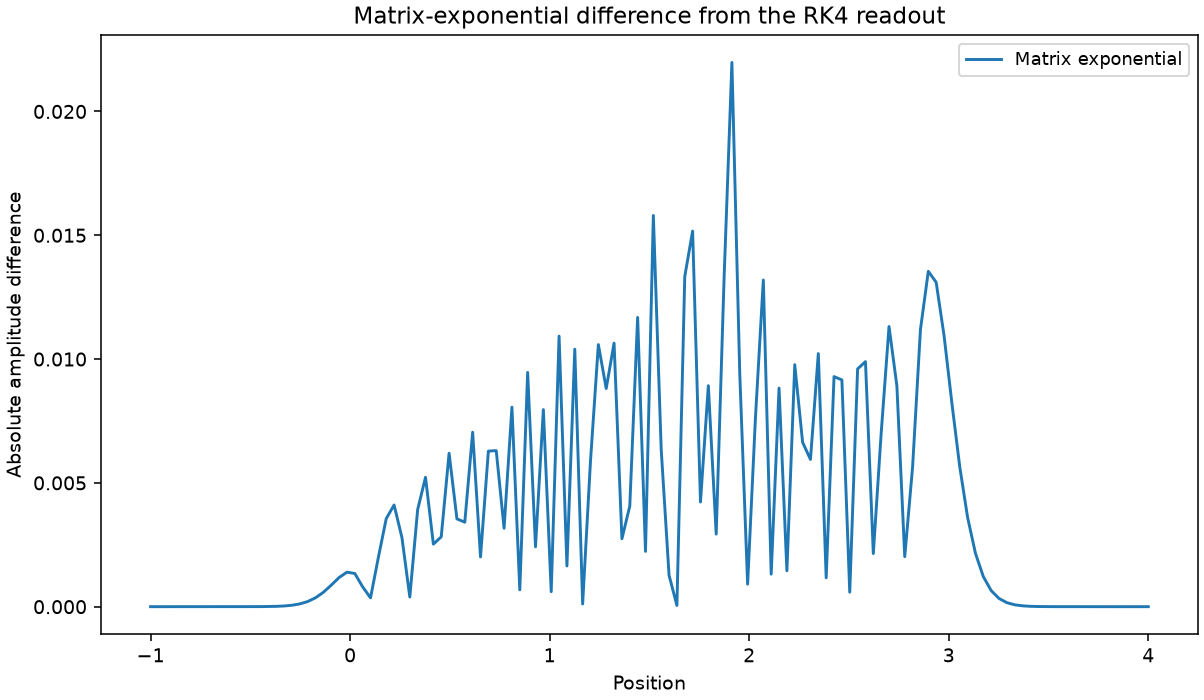 Matrix-exponential difference from the RK4 readout
Matrix exponential
Absolute amplitude difference
0.020
0.015
0.010
0.005
0.000
−1
0
1
2
3
4
Position